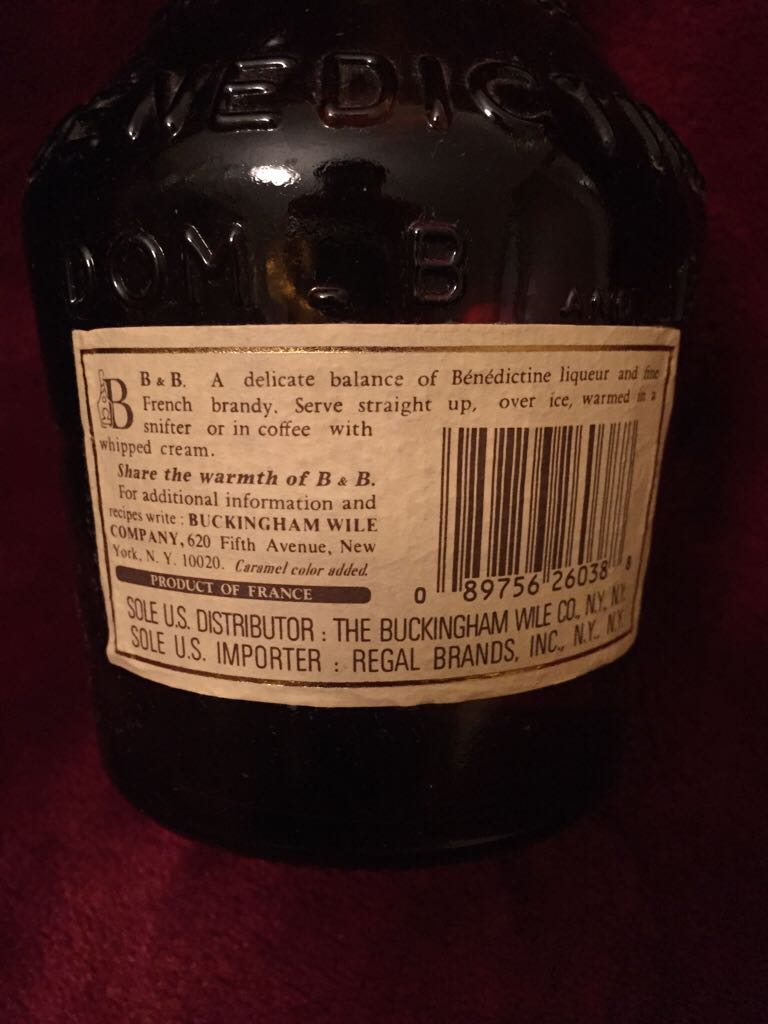 ENEDICTIN
DOM. B AND
B
B & B. A delicate balance of Bénédictine liqueur and fine
French brandy. Serve straight up, over ice, warmed in a
snifter or in coffee with
whipped cream.
Share the warmth of B & B.
For additional information and
recipes write : BUCKINGHAM WILE
COMPANY, 620 Fifth Avenue, New
York, N. Y. 10020. Caramel color added.
PRODUCT OF FRANCE
0 89756 26038 8
SOLE U.S. DISTRIBUTOR : THE BUCKINGHAM WILE CO., N.Y. N.Y.
SOLE U.S. IMPORTER : REGAL BRANDS, INC., N.Y. N.Y.